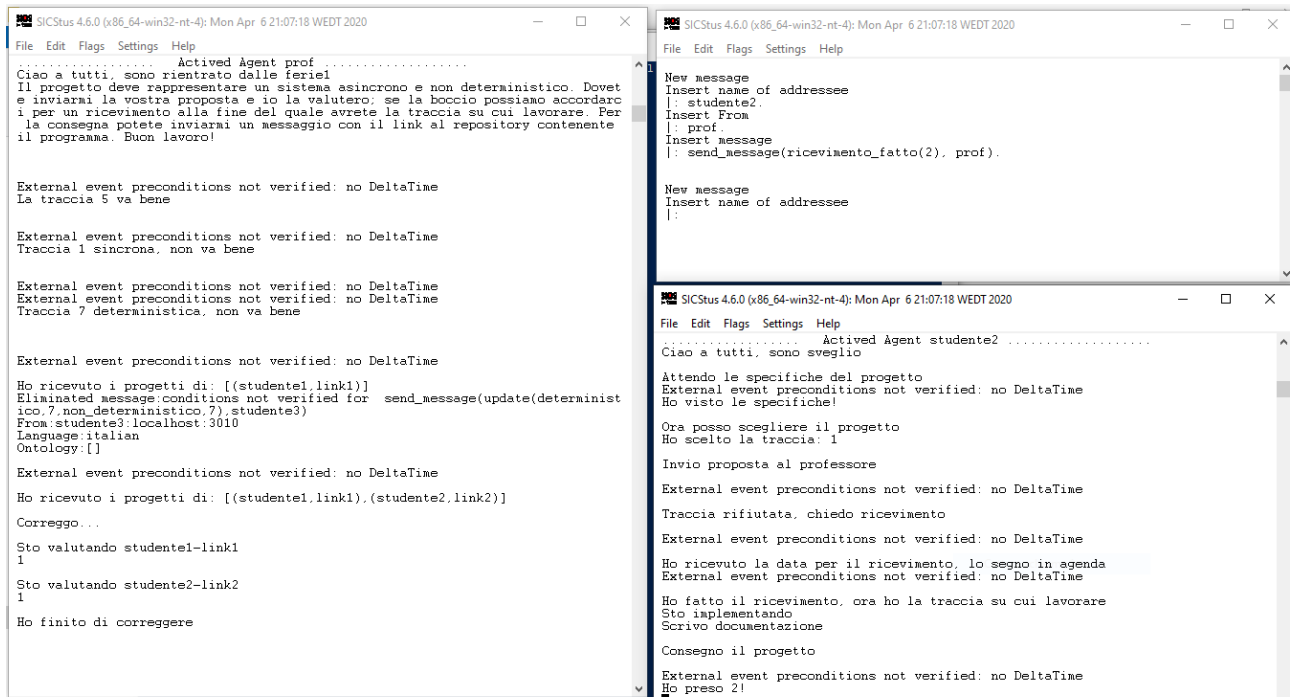 SICStus 4.6.0 (x86_64-win32-nt-4): Mon Apr 6 21:07:18 WEDT 2020
File Edit Flags Settings Help
.................. Actived Agent prof ...................
Ciao a tutti, sono rientrato dalle ferie1
Il progetto deve rappresentare un sistema asincrono e non deterministico. Dovet
e inviarmi la vostra proposta e io la valutero; se la boccio possiamo accordarc
i per un ricevimento alla fine del quale avrete la traccia su cui lavorare. Per
la consegna potete inviarmi un messaggio con il link al repository contenente
il programma. Buon lavoro!
External event preconditions not verified: no DeltaTime
La traccia 5 va bene
External event preconditions not verified: no DeltaTime
Traccia 1 sincrona, non va bene
External event preconditions not verified: no DeltaTime
External event preconditions not verified: no DeltaTime
Traccia 7 deterministica, non va bene
External event preconditions not verified: no DeltaTime
Ho ricevuto i progetti di: [(studente1,link1)]
Eliminated message:conditions not verified for send_message(update(determinist
ico,7,non_deterministico,7),studente3)
From:studente3:localhost:3010
Language:italian
Ontology:[]
External event preconditions not verified: no DeltaTime
Ho ricevuto i progetti di: [(studente1,link1),(studente2,link2)]
Correggo...
Sto valutando studente1-link1
1
Sto valutando studente2-link2
1
Ho finito di correggere
SICStus 4.6.0 (x86_64-win32-nt-4): Mon Apr 6 21:07:18 WEDT 2020
File Edit Flags Settings Help
New message
Insert name of addressee
|: studente2.
Insert From
|: prof.
Insert message
|: send_message(ricevimento_fatto(2), prof).
New message
Insert name of addressee
|:
SICStus 4.6.0 (x86_64-win32-nt-4): Mon Apr 6 21:07:18 WEDT 2020
File Edit Flags Settings Help
.................. Actived Agent studente2 ...................
Ciao a tutti, sono sveglio
Attendo le specifiche del progetto
External event preconditions not verified: no DeltaTime
Ho visto le specifiche!
Ora posso scegliere il progetto
Ho scelto la traccia: 1
Invio proposta al professore
External event preconditions not verified: no DeltaTime
Traccia rifiutata, chiedo ricevimento
External event preconditions not verified: no DeltaTime
Ho ricevuto la data per il ricevimento, lo segno in agenda
External event preconditions not verified: no DeltaTime
Ho fatto il ricevimento, ora ho la traccia su cui lavorare
Sto implementando
Scrivo documentazione
Consegno il progetto
External event preconditions not verified: no DeltaTime
Ho preso 2!